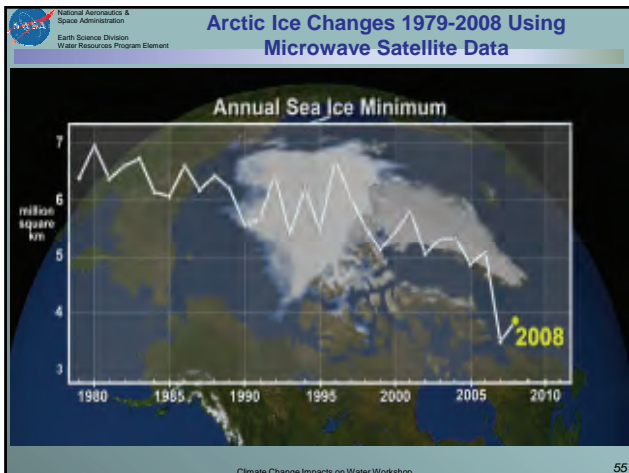 NASA
National Aeronautics &
Space Administration
Earth Science Division
Water Resources Program Element
Arctic Ice Changes 1979-2008 Using
Microwave Satellite Data
Annual Sea Ice Minimum
7
6
million
square
km
5
4
3
2008
1980 1985 1990 1995 2000 2005 2010
Climate Change Impacts on Water Workshop
55